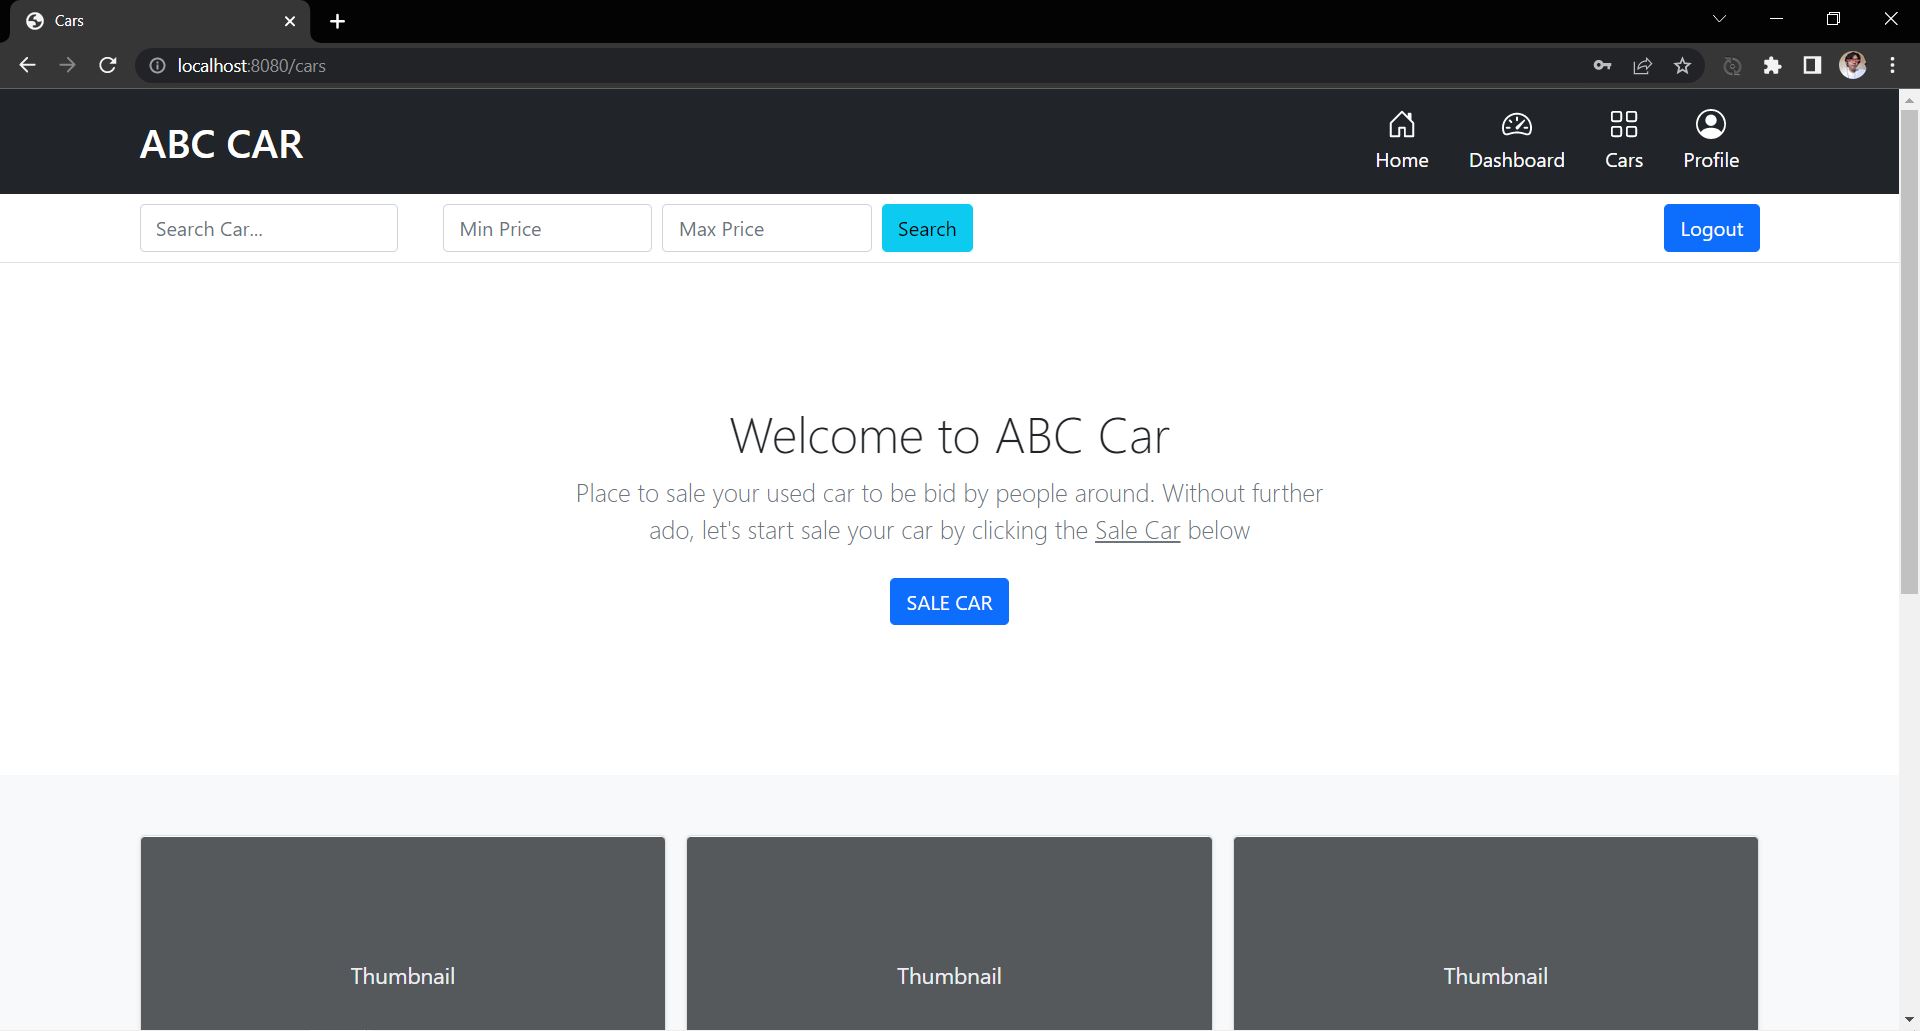 Cars
localhost:8080/cars
ABC CAR
Home Dashboard Cars Profile
Search Car... Min Price Max Price Search Logout
Welcome to ABC Car
Place to sale your used car to be bid by people around. Without further
ado, let's start sale your car by clicking the Sale Car below
SALE CAR
Thumbnail Thumbnail Thumbnail